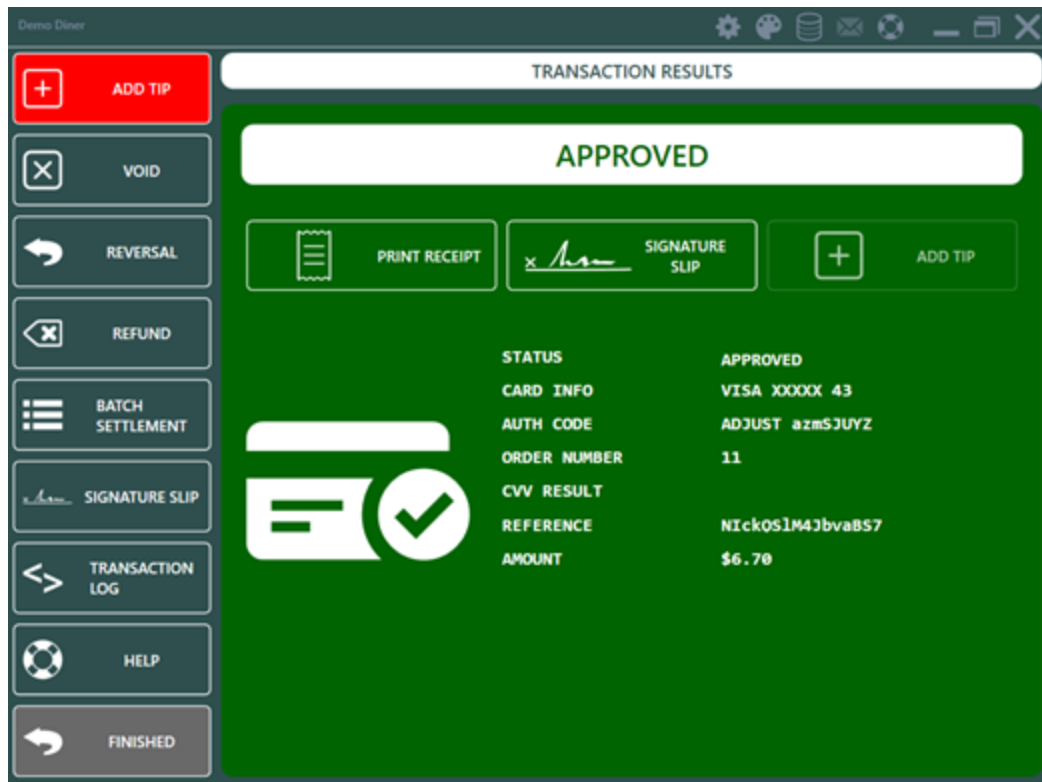 Demo Diner
ADD TIP
VOID
REVERSAL
REFUND
BATCH
SETTLEMENT
SIGNATURE SLIP
TRANSACTION
LOG
HELP
FINISHED
TRANSACTION RESULTS
APPROVED
PRINT RECEIPT
SIGNATURE
SLIP
ADD TIP
STATUS APPROVED
CARD INFO VISA XXXXX 43
AUTH CODE ADJUST azmSJUYZ
ORDER NUMBER 11
CVV RESULT
REFERENCE NIckQSlM4JbvaBS7
AMOUNT $6.70